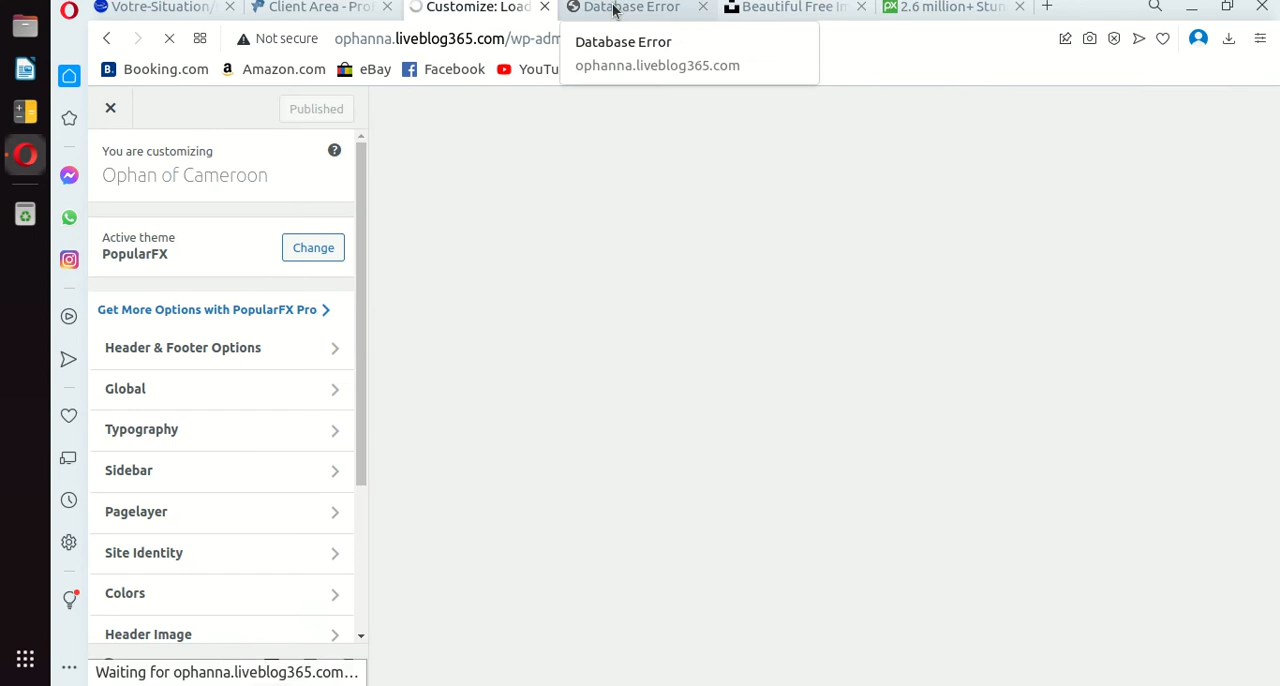 Votre-Situation/
Client Area - Prof
Customize: Load
Database Error
Beautiful Free Im
2.6 million+ Stun
Not secure
ophanna.liveblog365.com/wp-adm
Database Error
ophanna.liveblog365.com
Booking.com
Amazon.com
eBay
Facebook
YouTu
Published
You are customizing
Ophan of Cameroon
Active theme
PopularFX
Change
Get More Options with PopularFX Pro
Header & Footer Options
Global
Typography
Sidebar
Pagelayer
Site Identity
Colors
Header Image
Waiting for ophanna.liveblog365.com...